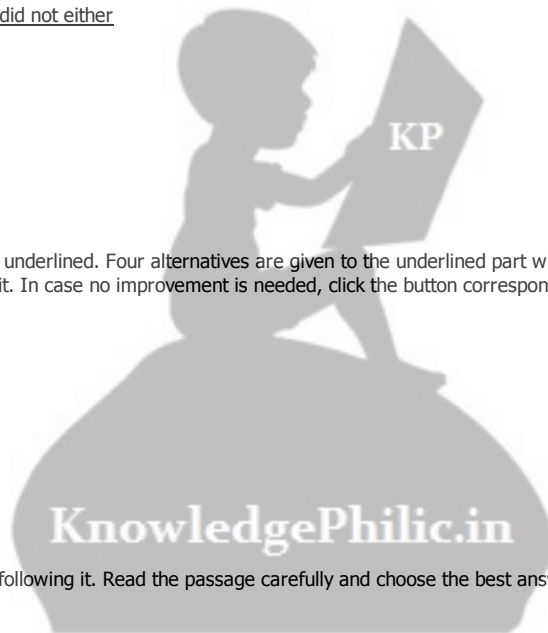 did not either
KP
underlined. Four alternatives are given to the underlined part w
it. In case no improvement is needed, click the button correspon
KnowledgePhilic.in
following it. Read the passage carefully and choose the best ans